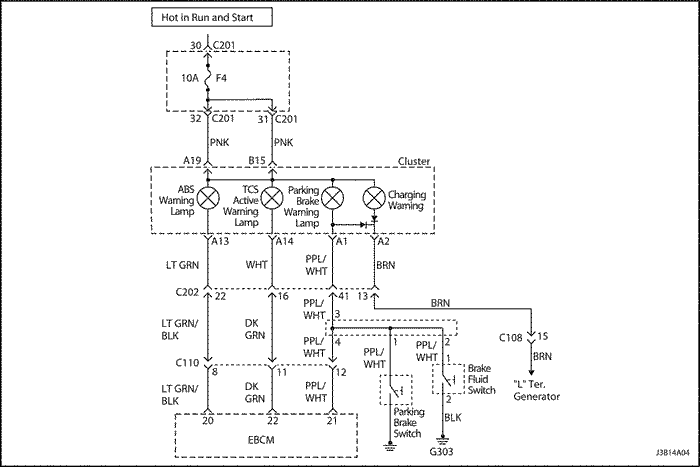 Hot in Run and Start
30 C201
10A F4
32 C201 31 C201
PNK PNK
A19 B15 Cluster
ABS Warning Lamp
TCS Active Warning Lamp
Parking Brake Warning Lamp
Charging Warning
A13 A14 A1 A2
LT GRN WHT PPL/WHT BRN
C202 22 16 41 13
PPL/WHT BRN
3
LT GRN/BLK DK GRN PPL/WHT
4 1 2
PPL/WHT PPL/WHT
C108 15
BRN
"L" Ter. Generator
1
Brake Fluid Switch
2
C110 8 11 12
LT GRN/BLK DK GRN PPL/WHT
BLK
Parking Brake Switch
20 22 21
EBCM
G303
J3B14A04